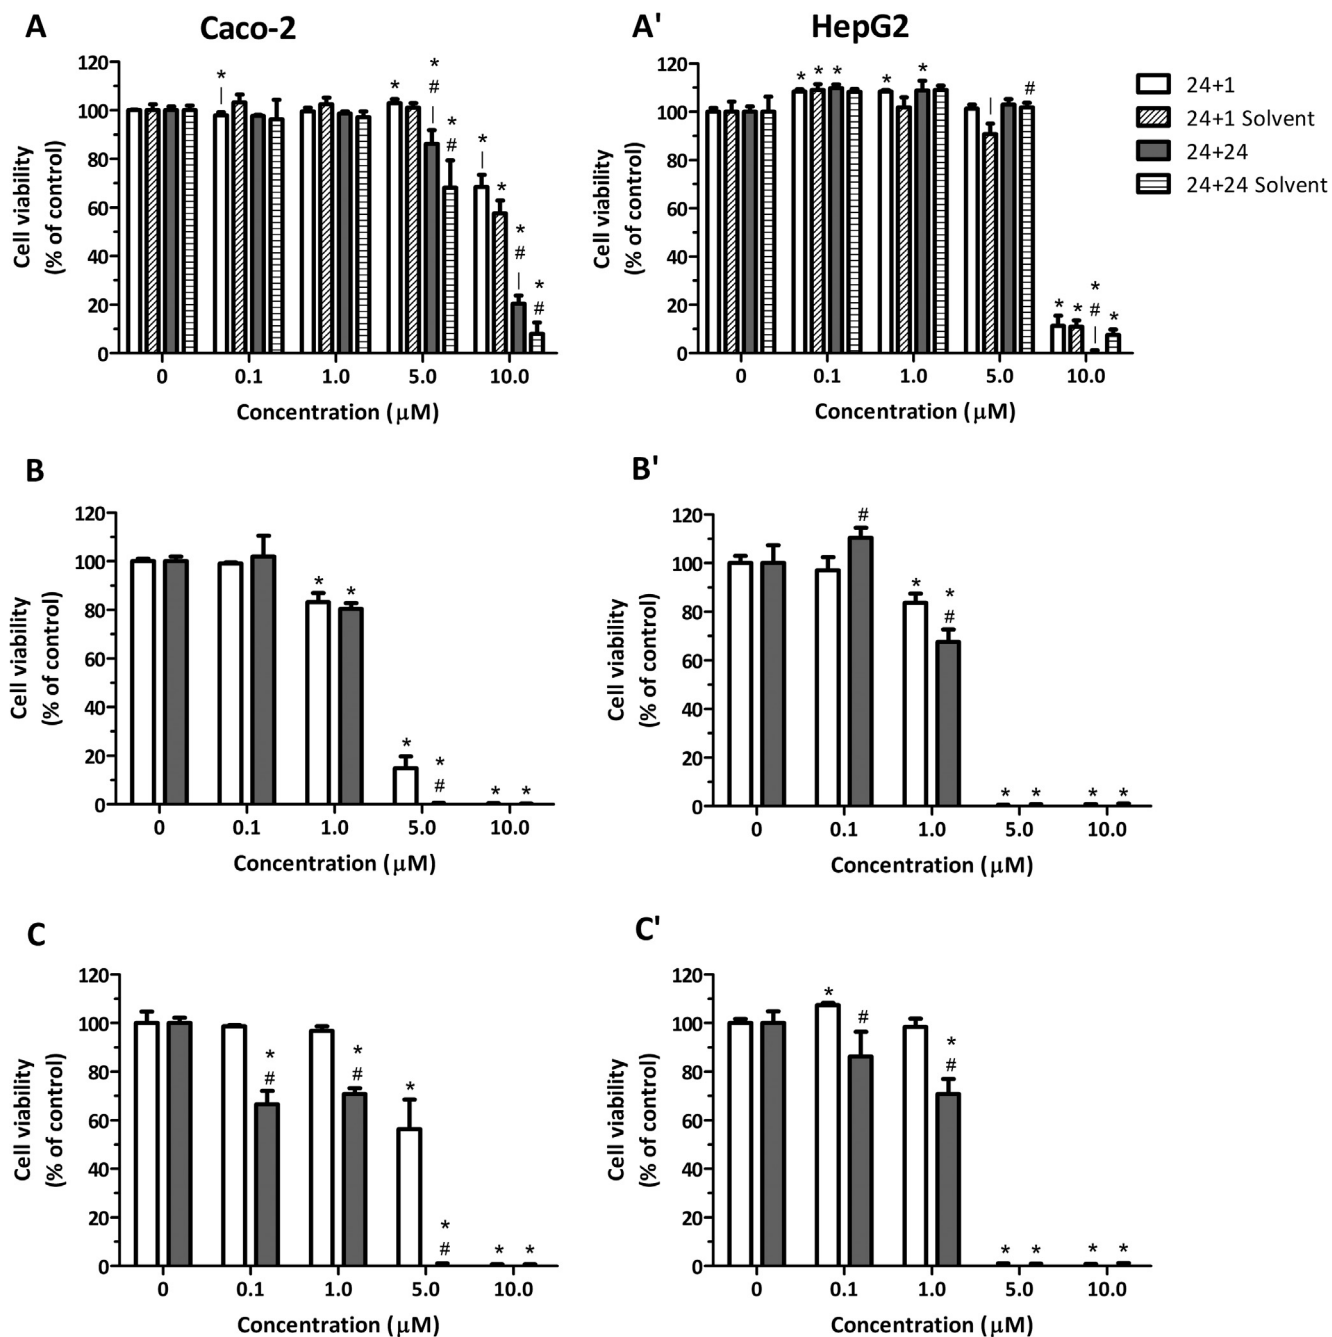 A
Caco-2
Cell viability
(% of control)
120
100
80
60
40
20
0
*
|
*
*
#
|
*
#
*
|
*
*
#
|
*
#
0 0.1 1.0 5.0 10.0
Concentration (μM)
A'
HepG2
Cell viability
(% of control)
120
100
80
60
40
20
0
* * *
* *
|
#
* *
*
#
|
*
0 0.1 1.0 5.0 10.0
Concentration (μM)
24+1
24+1 Solvent
24+24
24+24 Solvent
B
Cell viability
(% of control)
120
100
80
60
40
20
0
* *
*
*
#
* *
0 0.1 1.0 5.0 10.0
Concentration (μM)
B'
Cell viability
(% of control)
120
100
80
60
40
20
0
#
*
*
#
* *
* *
0 0.1 1.0 5.0 10.0
Concentration (μM)
C
Cell viability
(% of control)
120
100
80
60
40
20
0
*
#
*
#
*
*
#
* *
0 0.1 1.0 5.0 10.0
Concentration (μM)
C'
Cell viability
(% of control)
120
100
80
60
40
20
0
*
#
*
#
* *
* *
0 0.1 1.0 5.0 10.0
Concentration (μM)